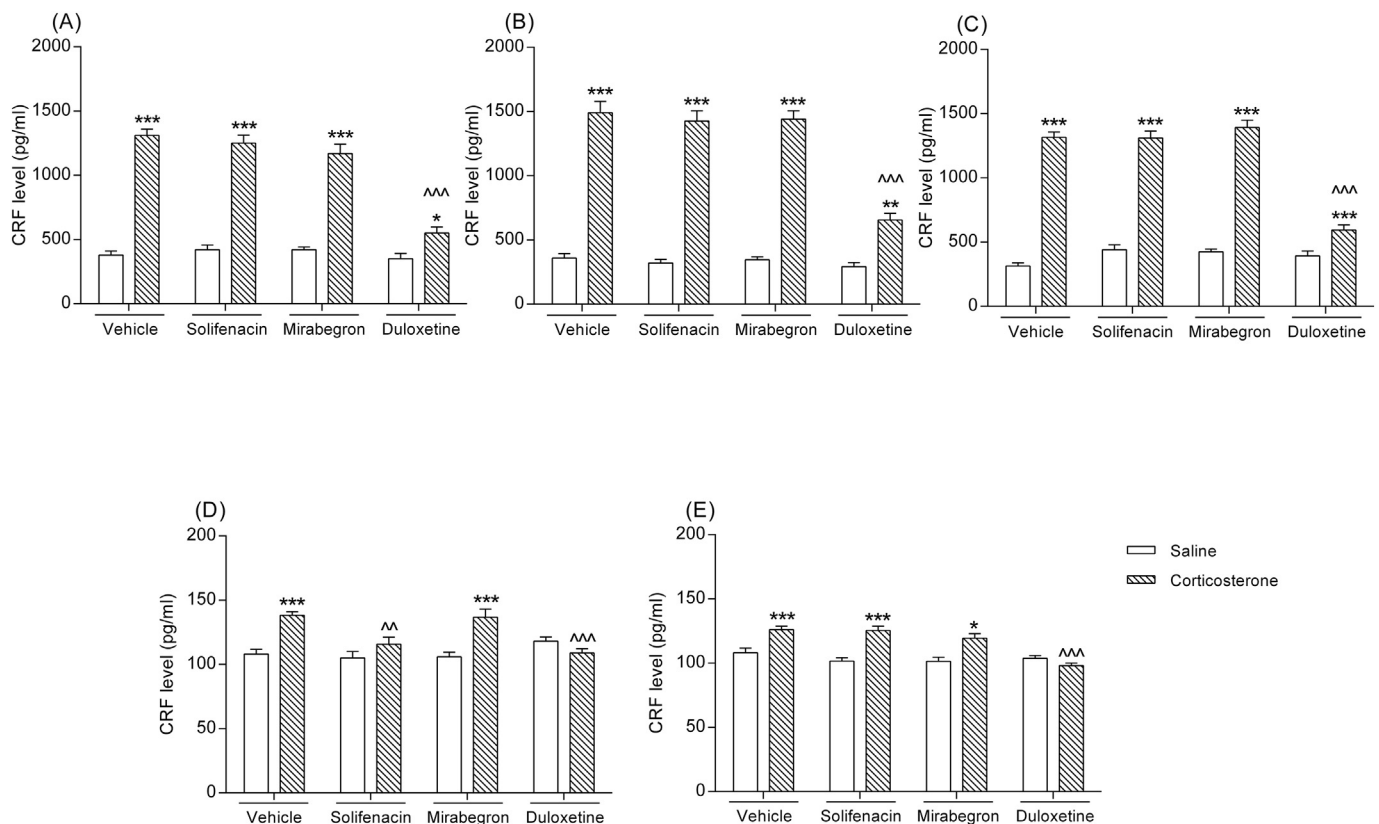 (A)
2000
1500
1000
500
0
CRF level (pg/ml)
***
***
***
^^^
*
Vehicle
Solifenacin
Mirabegron
Duloxetine
(B)
2000
1500
1000
500
0
CRF level (pg/ml)
***
***
***
^^^
**
Vehicle
Solifenacin
Mirabegron
Duloxetine
(C)
2000
1500
1000
500
0
CRF level (pg/ml)
***
***
***
^^^
***
Vehicle
Solifenacin
Mirabegron
Duloxetine
(D)
200
150
100
50
0
CRF level (pg/ml)
***
^^
***
^^^
Vehicle
Solifenacin
Mirabegron
Duloxetine
(E)
200
150
100
50
0
CRF level (pg/ml)
***
***
*
^^^
Vehicle
Solifenacin
Mirabegron
Duloxetine
Saline
Corticosterone